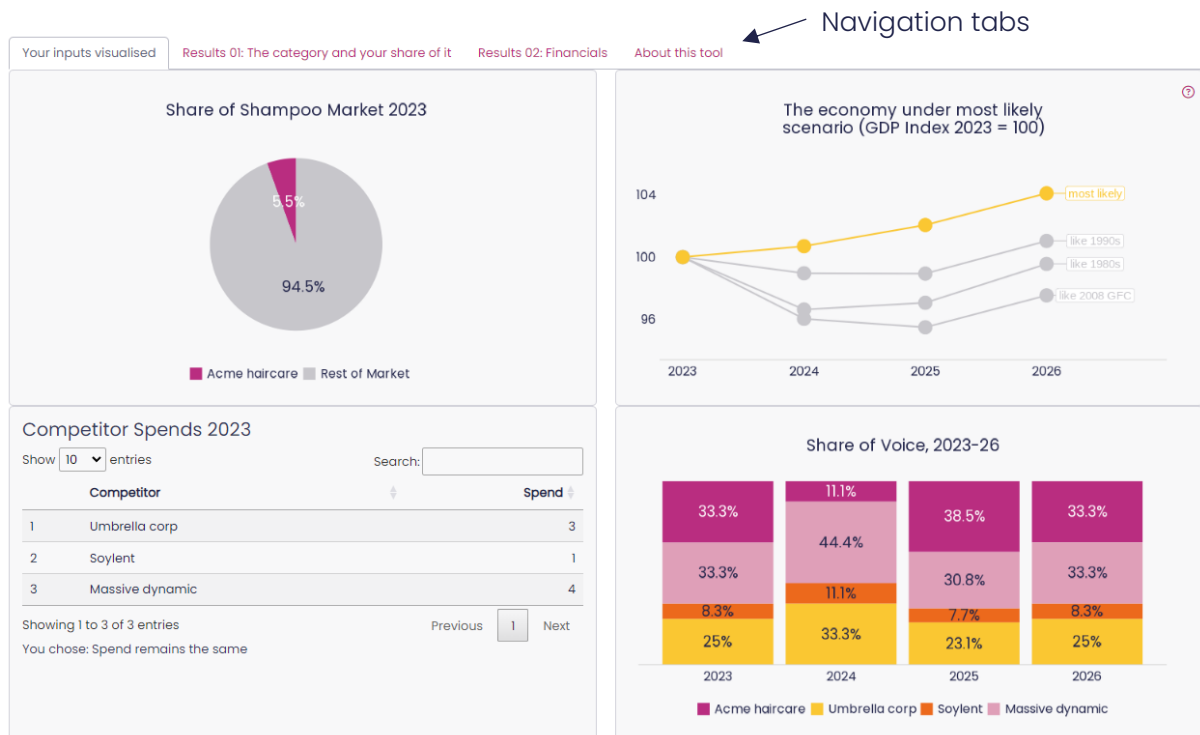 Navigation tabs
Your inputs visualised
Results 01: The category and your share of it
Results 02: Financials
About this tool
Share of Shampoo Market 2023
5.5%
94.5%
Acme haircare
Rest of Market
?
The economy under most likely
scenario (GDP Index 2023 = 100)
104
100
96
most likely
like 1990s
like 1980s
like 2008 GFC
2023
2024
2025
2026
Competitor Spends 2023
Show 10 entries
Search:
Competitor
Spend
1 Umbrella corp 3
2 Soylent 1
3 Massive dynamic 4
Showing 1 to 3 of 3 entries
Previous 1 Next
You chose: Spend remains the same
Share of Voice, 2023-26
33.3%
33.3%
8.3%
25%
11.1%
44.4%
11.1%
33.3%
38.5%
30.8%
7.7%
23.1%
33.3%
33.3%
8.3%
25%
2023
2024
2025
2026
Acme haircare
Umbrella corp
Soylent
Massive dynamic